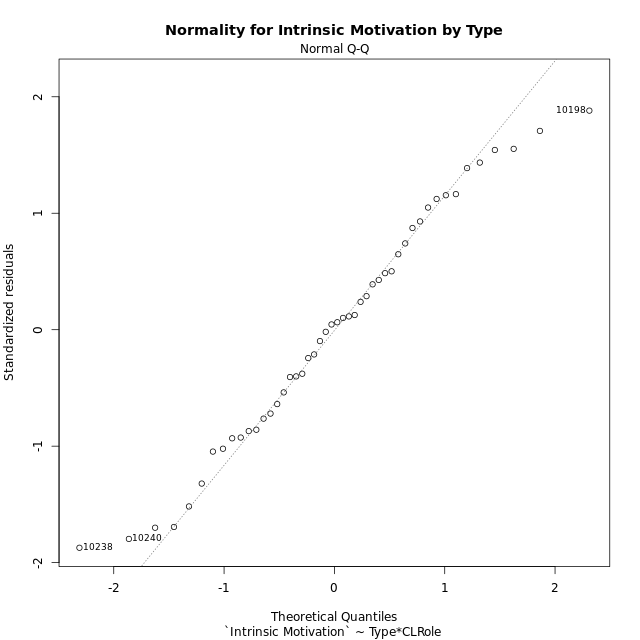 Normality for Intrinsic Motivation by Type
Normal Q-Q
2
1
0
-1
-2
Standardized residuals
10198
10240
10238
-2 -1 0 1 2
Theoretical Quantiles
`Intrinsic Motivation` ~ Type*CLRole